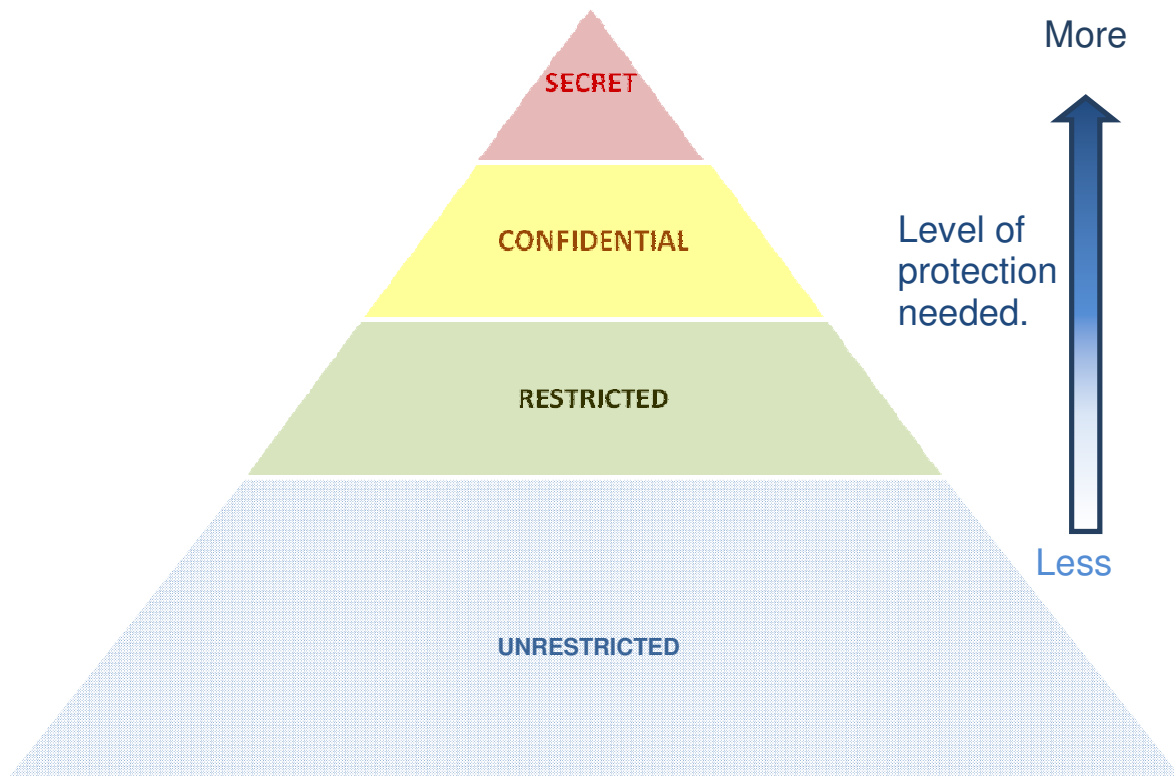 More
SECRET
Level of
protection
needed.
CONFIDENTIAL
RESTRICTED
Less
UNRESTRICTED